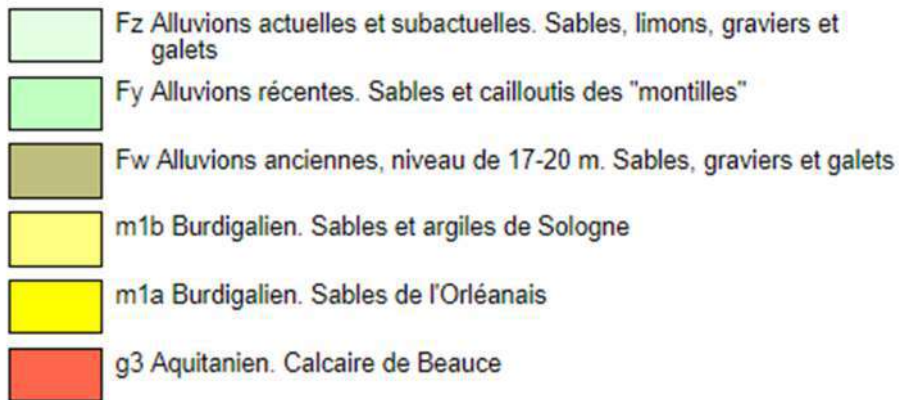 Fz Alluvions actuelles et subactuelles. Sables, limons, graviers et
galets
Fy Alluvions récentes. Sables et cailloutis des "montilles"
Fw Alluvions anciennes, niveau de 17-20 m. Sables, graviers et galets
m1b Burdigalien. Sables et argiles de Sologne
m1a Burdigalien. Sables de l'Orléanais
g3 Aquitanien. Calcaire de Beauce